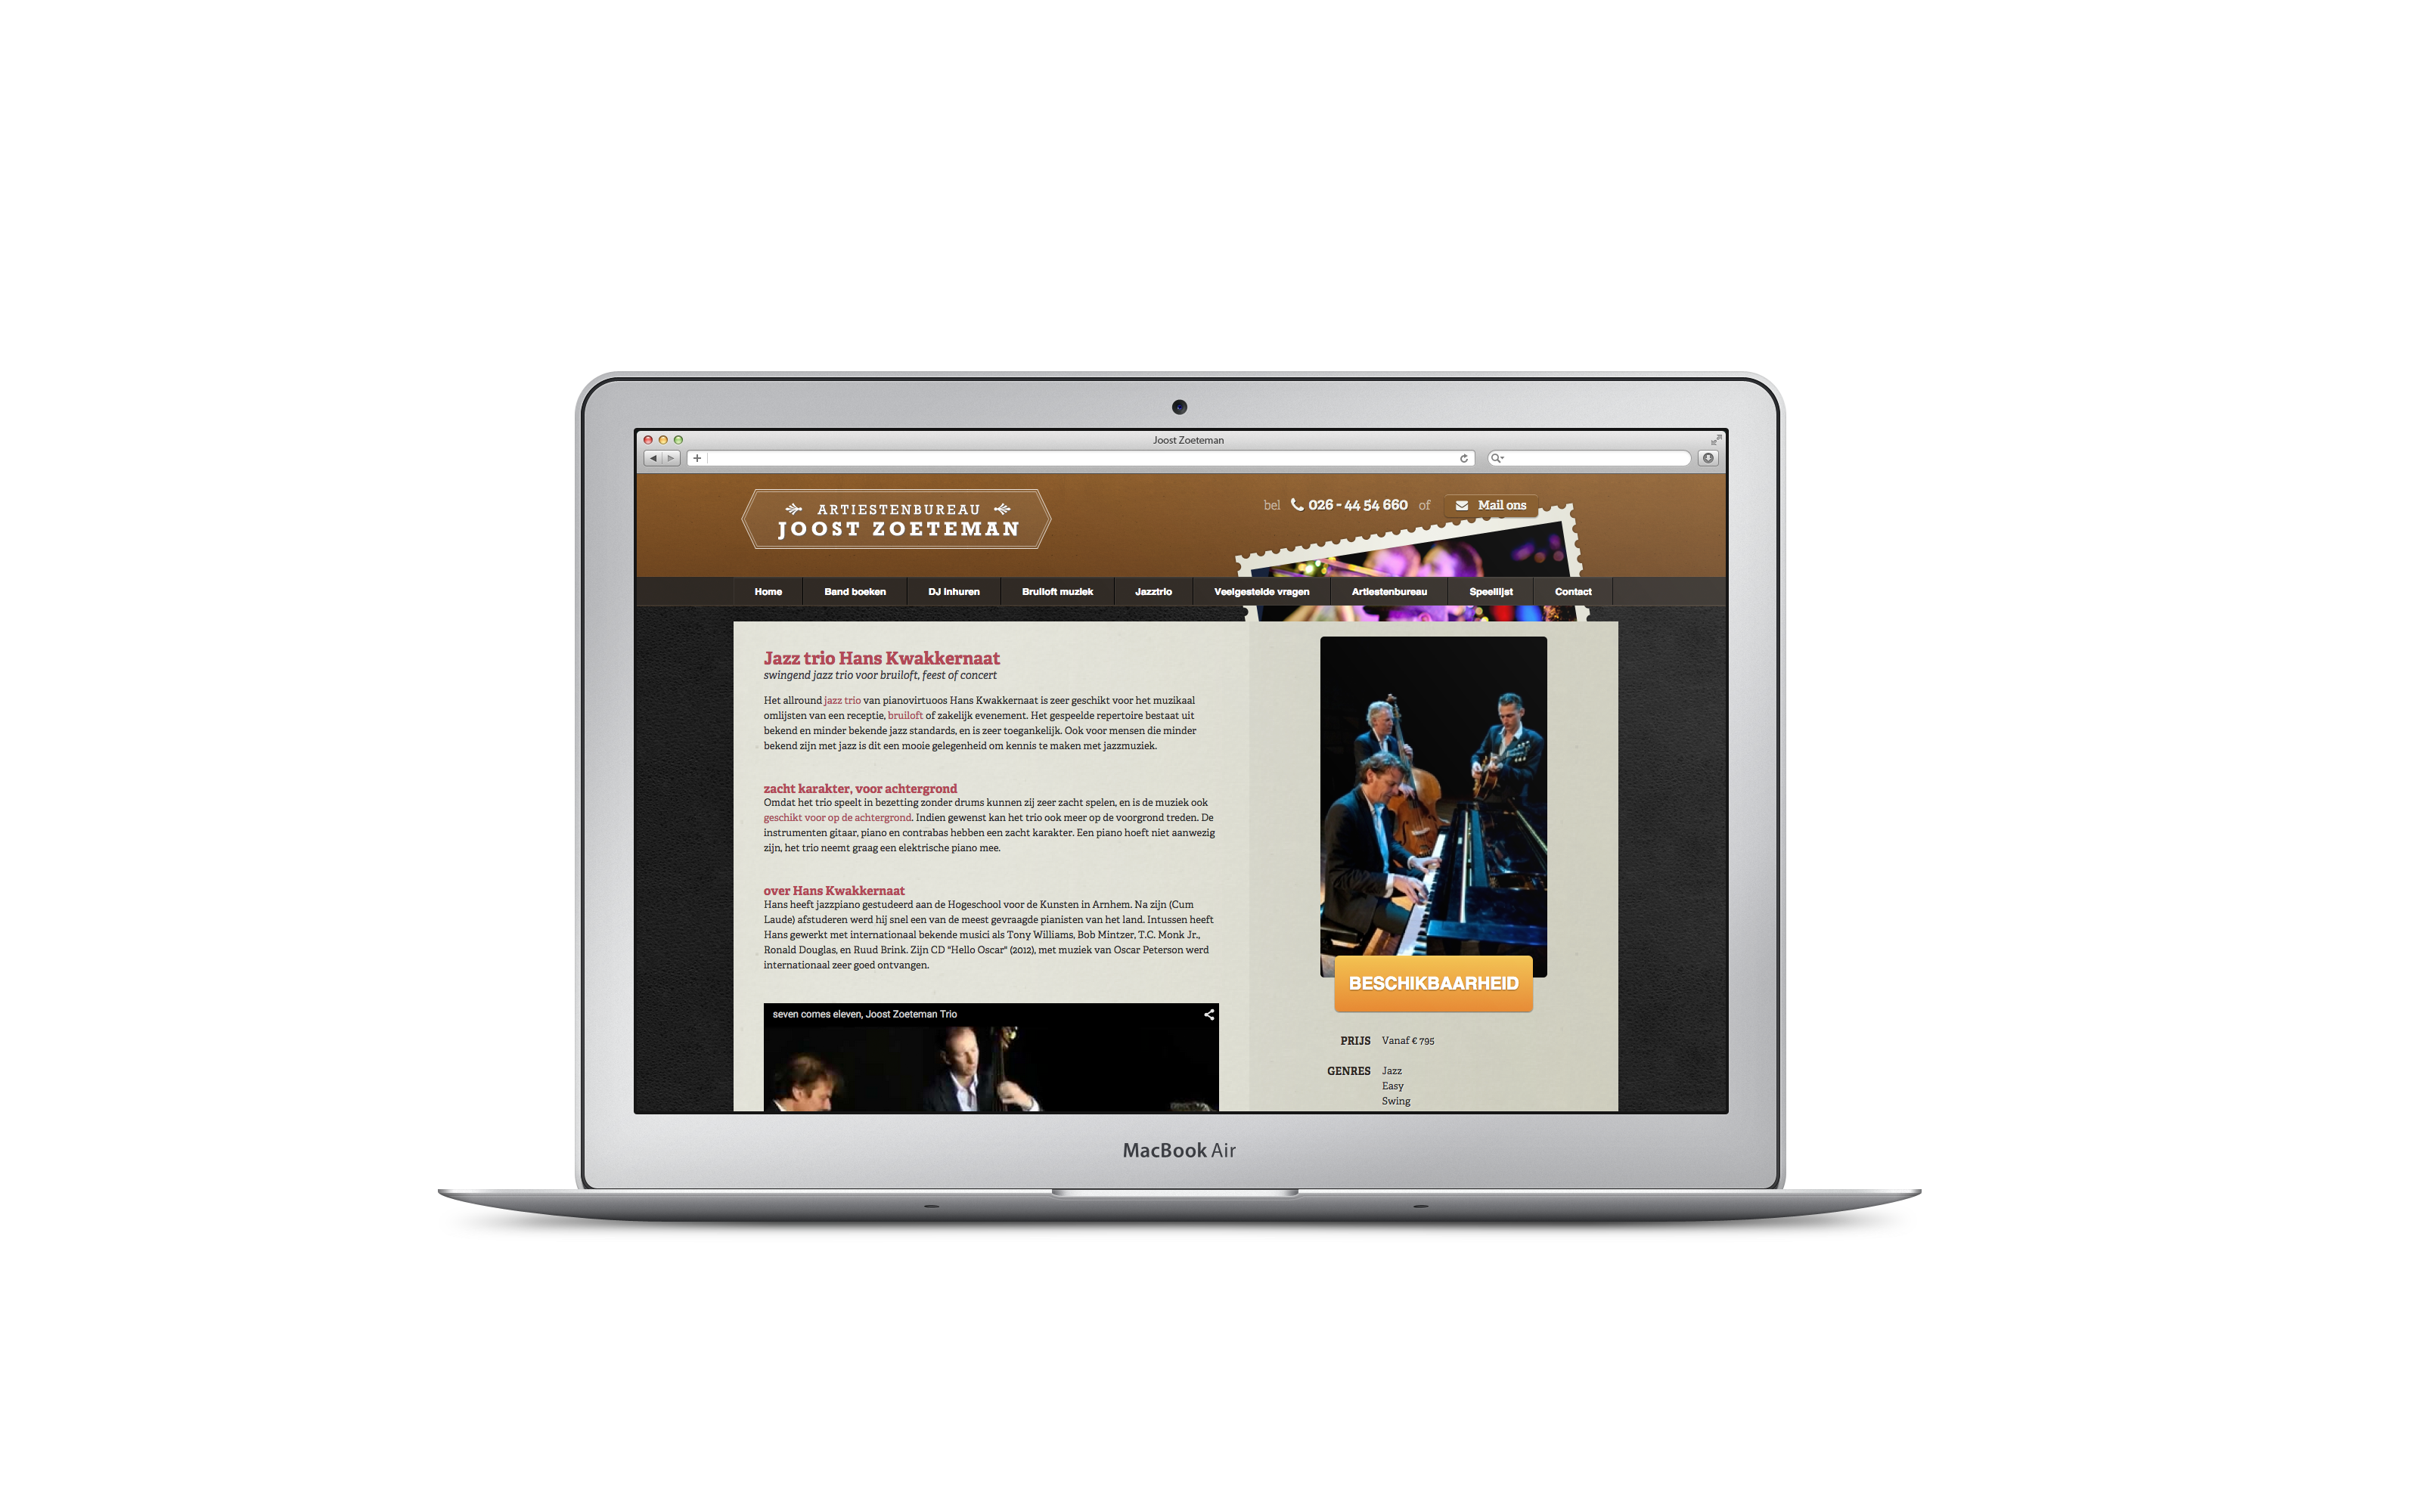 Joost Zoeteman
ARTIESTENBUREAU
JOOST ZOETEMAN
bel 026 - 44 54 660 of Mail ons
Home Band boeken DJ inhuren Bruiloft muziek Jazztrio Veelgestelde vragen Artiestenbureau Speellijst Contact
Jazz trio Hans Kwakkernaat
swingend jazz trio voor bruiloft, feest of concert
Het allround jazz trio van pianovirtuoos Hans Kwakkernaat is zeer geschikt voor het muzikaal
omlijsten van een receptie, bruiloft of zakelijk evenement. Het gespeelde repertoire bestaat uit
bekend en minder bekende jazz standards, en is zeer toegankelijk. Ook voor mensen die minder
bekend zijn met jazz is dit een mooie gelegenheid om kennis te maken met jazzmuziek.
zacht karakter, voor achtergrond
Omdat het trio speelt in bezetting zonder drums kunnen zij zeer zacht spelen, en is de muziek ook
geschikt voor op de achtergrond. Indien gewenst kan het trio ook meer op de voorgrond treden. De
instrumenten gitaar, piano en contrabas hebben een zacht karakter. Een piano hoeft niet aanwezig
zijn, het trio neemt graag een elektrische piano mee.
over Hans Kwakkernaat
Hans heeft jazzpiano gestudeerd aan de Hogeschool voor de Kunsten in Arnhem. Na zijn (Cum
Laude) afstuderen werd hij snel een van de meest gevraagde pianisten van het land. Intussen heeft
Hans gewerkt met internationaal bekende musici als Tony Williams, Bob Mintzer, T.C. Monk Jr.,
Ronald Douglas, en Ruud Brink. Zijn CD "Hello Oscar" (2012), met muziek van Oscar Peterson werd
internationaal zeer goed ontvangen.
seven comes eleven, Joost Zoeteman Trio
BESCHIKBAARHEID
PRIJS Vanaf € 795
GENRES Jazz
Easy
Swing
MacBook Air